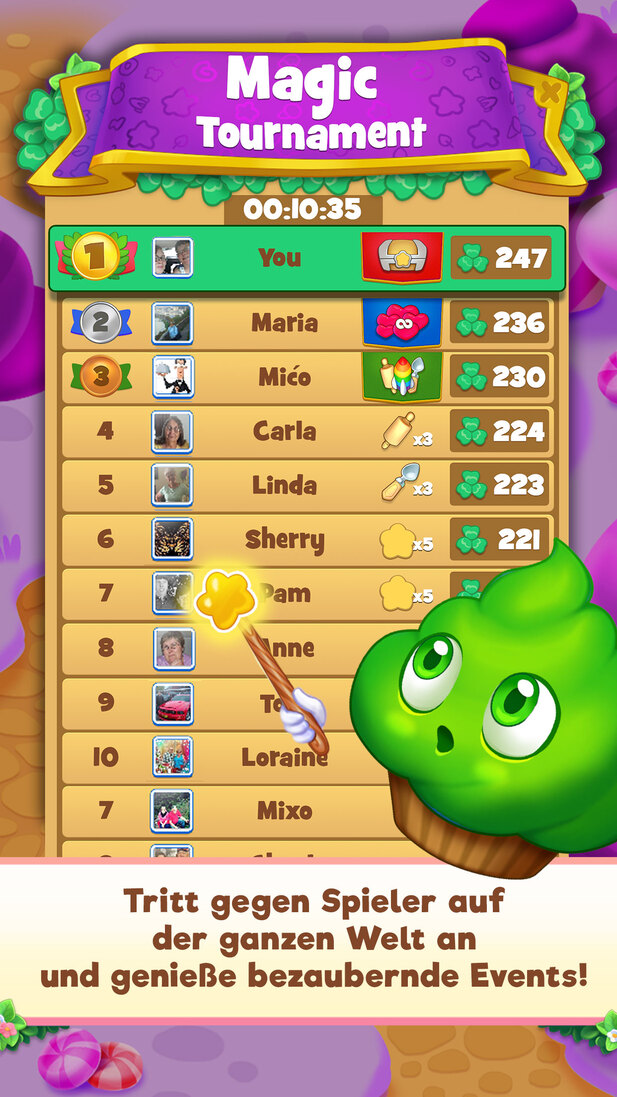 Magic
Tournament
00:10:35
1 You 247
2 Maria 236
3 Mićo 230
4 Carla x3 224
5 Linda x3 223
6 Sherry x5 221
7 Pam x5
8 Anne
9
10 Loraine
7 Mixo
Tritt gegen Spieler auf
der ganzen Welt an
und genieße bezaubernde Events!